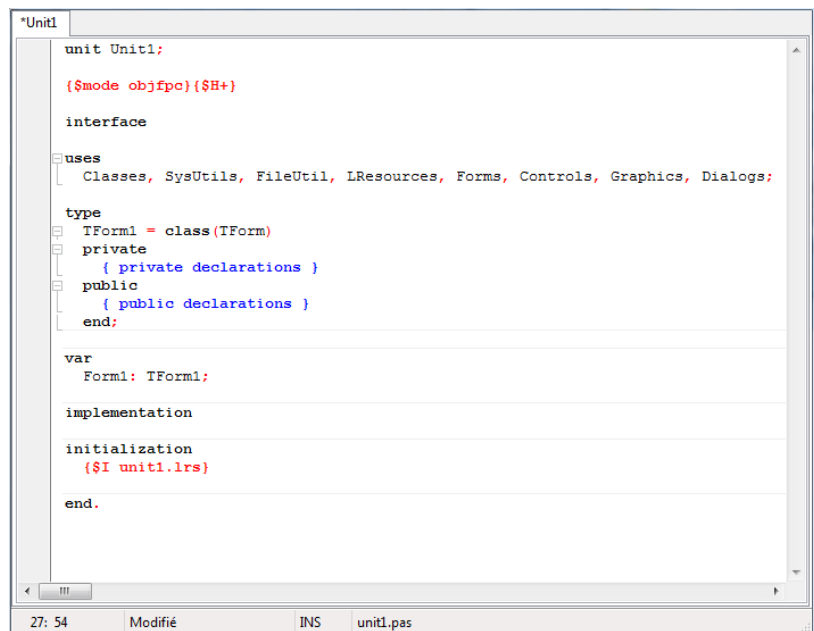 *Unit1
unit Unit1;
{$mode objfpc}{$H+}
interface
uses
Classes, SysUtils, FileUtil, LResources, Forms, Controls, Graphics, Dialogs;
type
TForm1 = class(TForm)
private
{ private declarations }
public
{ public declarations }
end;
var
Form1: TForm1;
implementation
initialization
{$I unit1.lrs}
end.
27: 54 Modifié INS unit1.pas